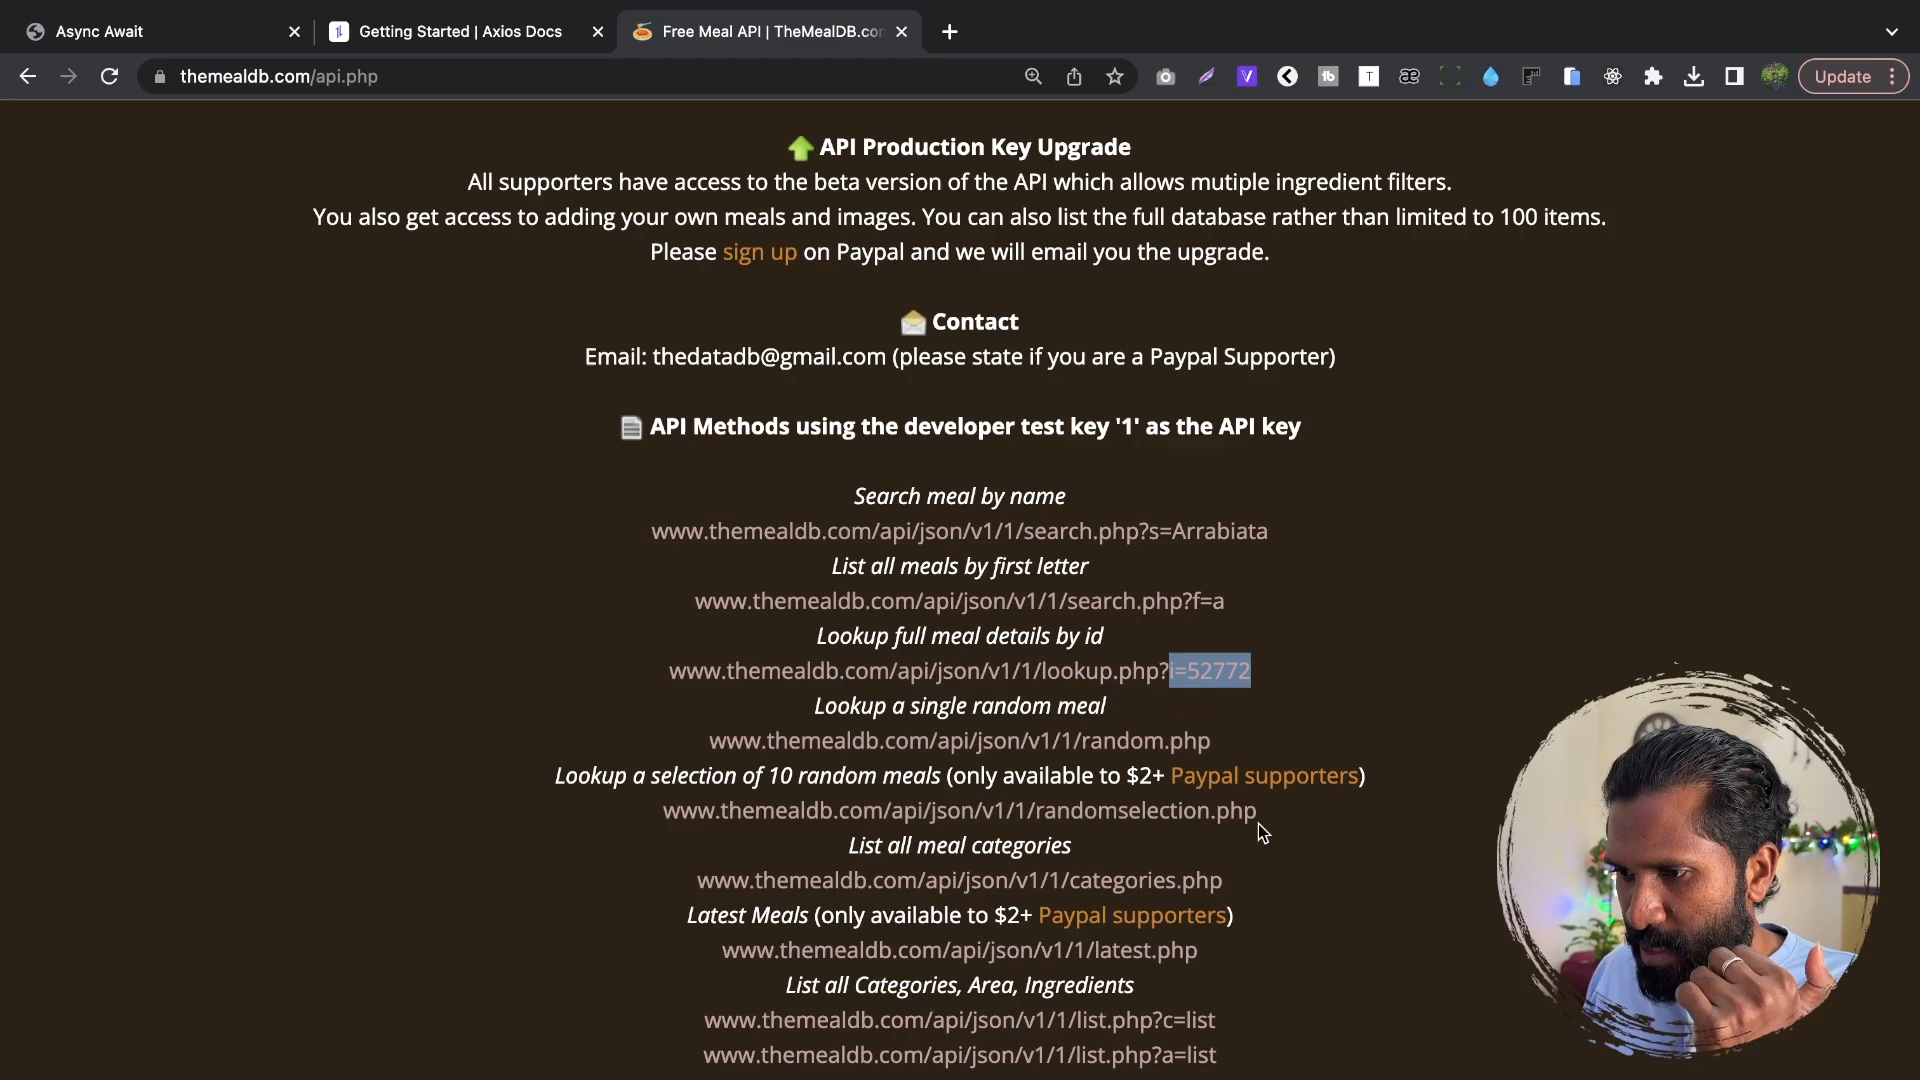 Async Await
Getting Started | Axios Docs
Free Meal API | TheMealDB.con
themealdb.com/api.php
Update
API Production Key Upgrade
All supporters have access to the beta version of the API which allows mutiple ingredient filters.
You also get access to adding your own meals and images. You can also list the full database rather than limited to 100 items.
Please sign up on Paypal and we will email you the upgrade.
Contact
Email: thedatadb@gmail.com (please state if you are a Paypal Supporter)
API Methods using the developer test key '1' as the API key
Search meal by name
www.themealdb.com/api/json/v1/1/search.php?s=Arrabiata
List all meals by first letter
www.themealdb.com/api/json/v1/1/search.php?f=a
Lookup full meal details by id
www.themealdb.com/api/json/v1/1/lookup.php?i=52772
Lookup a single random meal
www.themealdb.com/api/json/v1/1/random.php
Lookup a selection of 10 random meals (only available to $2+ Paypal supporters)
www.themealdb.com/api/json/v1/1/randomselection.php
List all meal categories
www.themealdb.com/api/json/v1/1/categories.php
Latest Meals (only available to $2+ Paypal supporters)
www.themealdb.com/api/json/v1/1/latest.php
List all Categories, Area, Ingredients
www.themealdb.com/api/json/v1/1/list.php?c=list
www.themealdb.com/api/json/v1/1/list.php?a=list